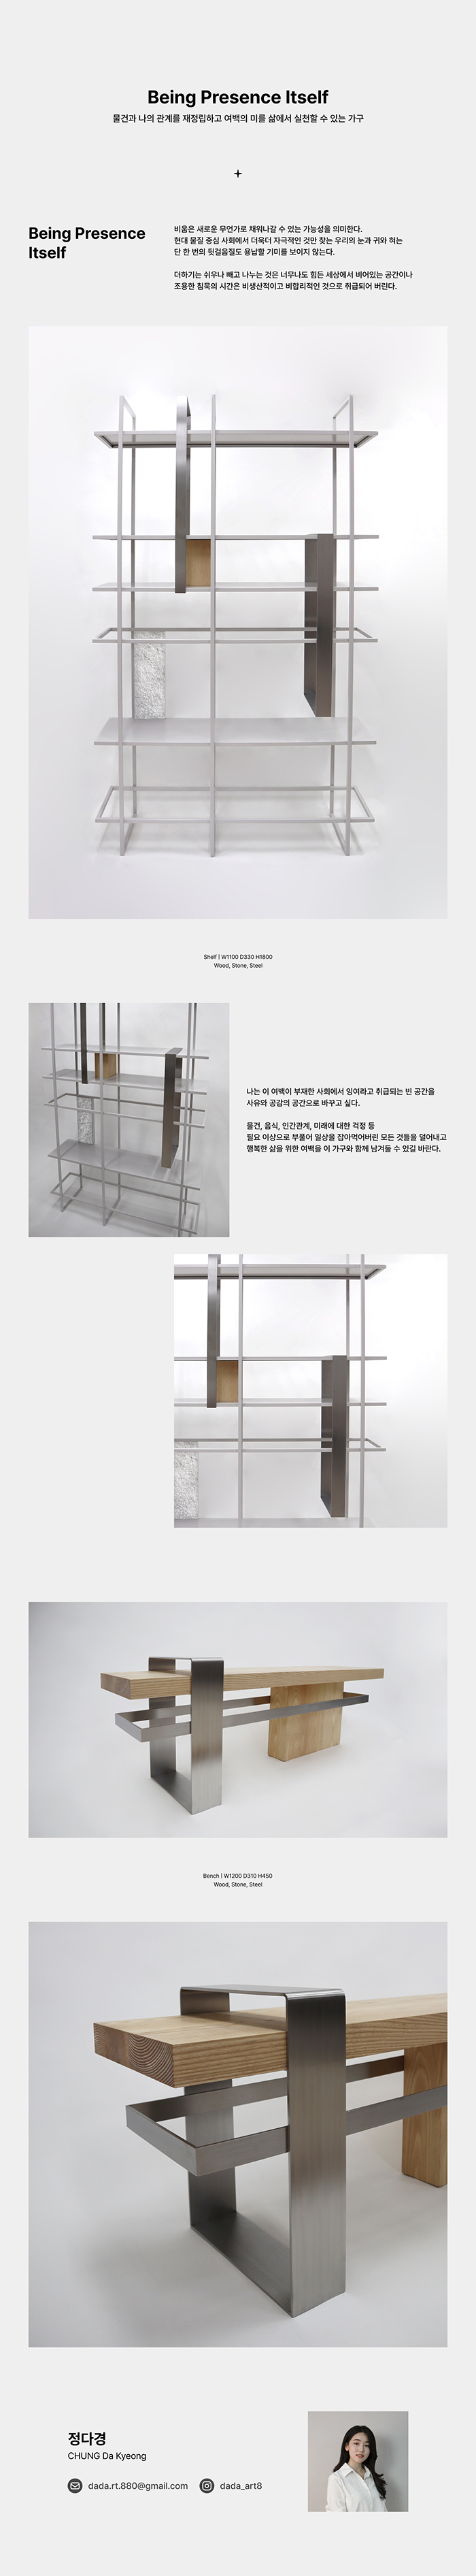 Being Presence Itself
물건과 나의 관계를 재정립하고 여백의 미를 삶에서 실천할 수 있는 가구
Being Presence
Itself
비움은 새로운 무언가로 채워나갈 수 있는 가능성을 의미한다.
현대 물질 중심 사회에서 더욱더 자극적인 것만 찾는 우리의 눈과 귀와 혀는
단 한 번의 뒷걸음질도 용납할 기미를 보이지 않는다.
더하기는 쉬우나 빼고 나누는 것은 너무나도 힘든 세상에서 비어있는 공간이나
조용한 침묵의 시간은 비생산적이고 비합리적인 것으로 취급되어 버린다.
Shelf | W1100 D330 H1800
Wood, Stone, Steel
나는 이 여백이 부재한 사회에서 잉여라고 취급되는 빈 공간을
사유와 공감의 공간으로 바꾸고 싶다.
물건, 음식, 인간관계, 미래에 대한 걱정 등
필요 이상으로 부풀어 일상을 잡아먹어버린 모든 것들을 덜어내고
행복한 삶을 위한 여백을 이 가구와 함께 남겨둘 수 있길 바란다.
Bench | W1200 D310 H450
Wood, Stone, Steel
정다경
CHUNG Da Kyeong
dada.rt.880@gmail.com
dada_art8